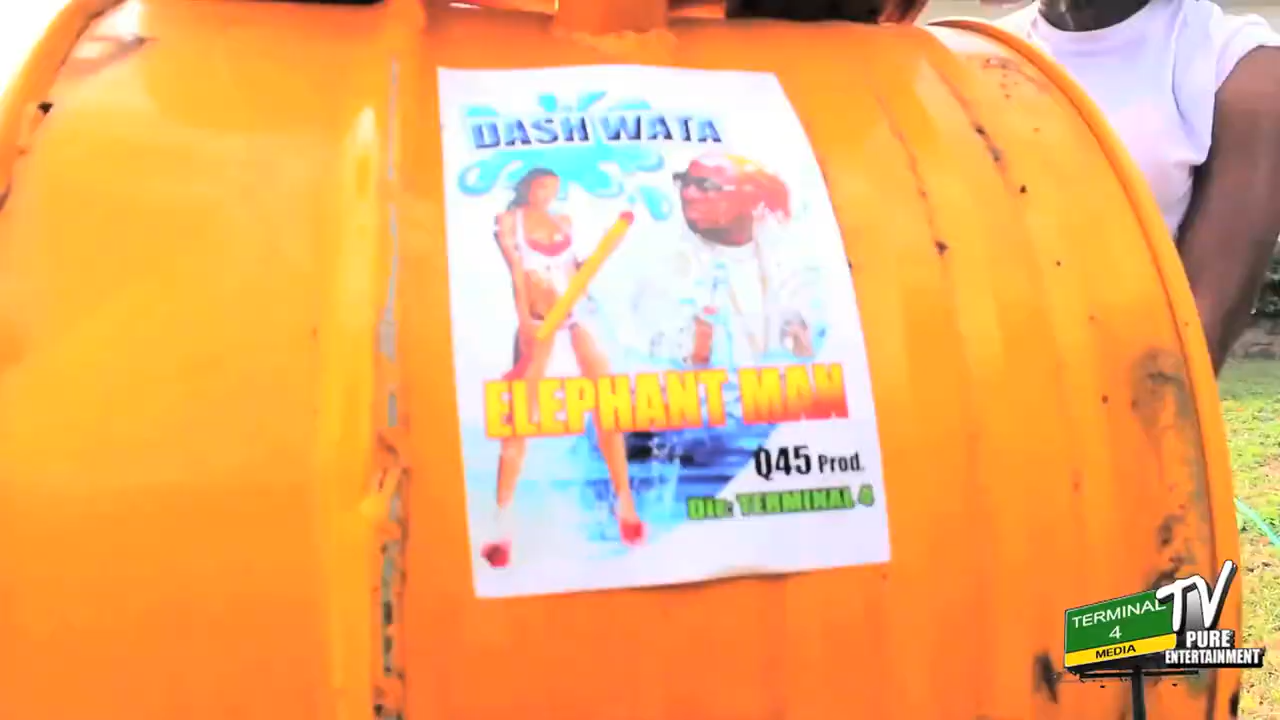 DASH WATA
ELEPHANT MAN
Q45 Prod.
Dir: TERMINAL 4
TERMINAL
4
MEDIA
TV
PURE
ENTERTAINMENT